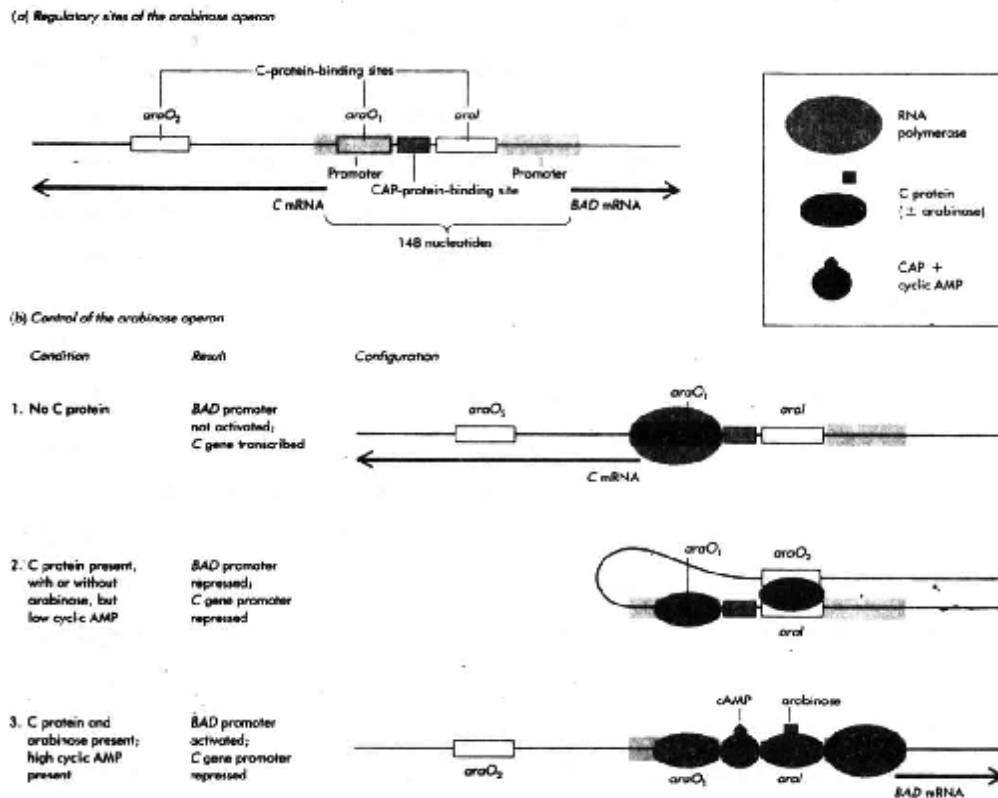 (a) Regulatory sites of the arabinose operon
C-protein-binding sites
araO2
araO1
araI
Promoter
Promoter
CAP-protein-binding site
C mRNA
BAD mRNA
148 nucleotides
RNA
polymerase
C protein
(± arabinose)
CAP +
cyclic AMP
(b) Control of the arabinose operon
Condition
Result
Configuration
1. No C protein
BAD promoter
not activated;
C gene transcribed
araO2
araO1
araI
C mRNA
2. C protein present,
with or without
arabinose, but
low cyclic AMP
BAD promoter
repressed;
C gene promoter
repressed
araO1
araO2
araI
3. C protein and
arabinose present;
high cyclic AMP
present
BAD promoter
activated;
C gene promoter
repressed
cAMP
arabinose
araO2
araO1
araI
BAD mRNA